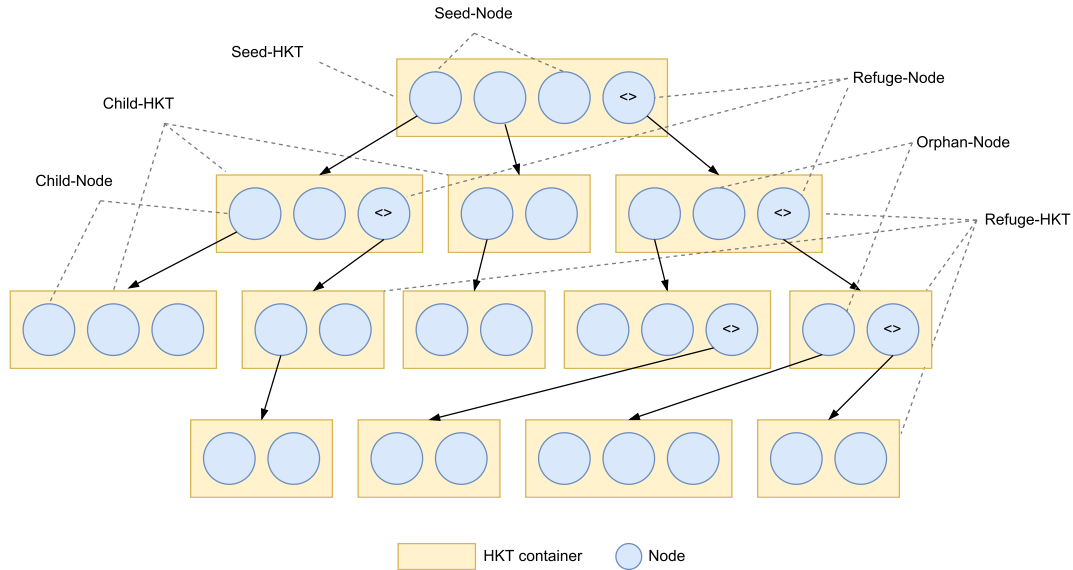 Seed-Node
Seed-HKT
<>
Refuge-Node
Child-HKT
Orphan-Node
Child-Node
<>
<>
Refuge-HKT
<>
<>
HKT container
Node